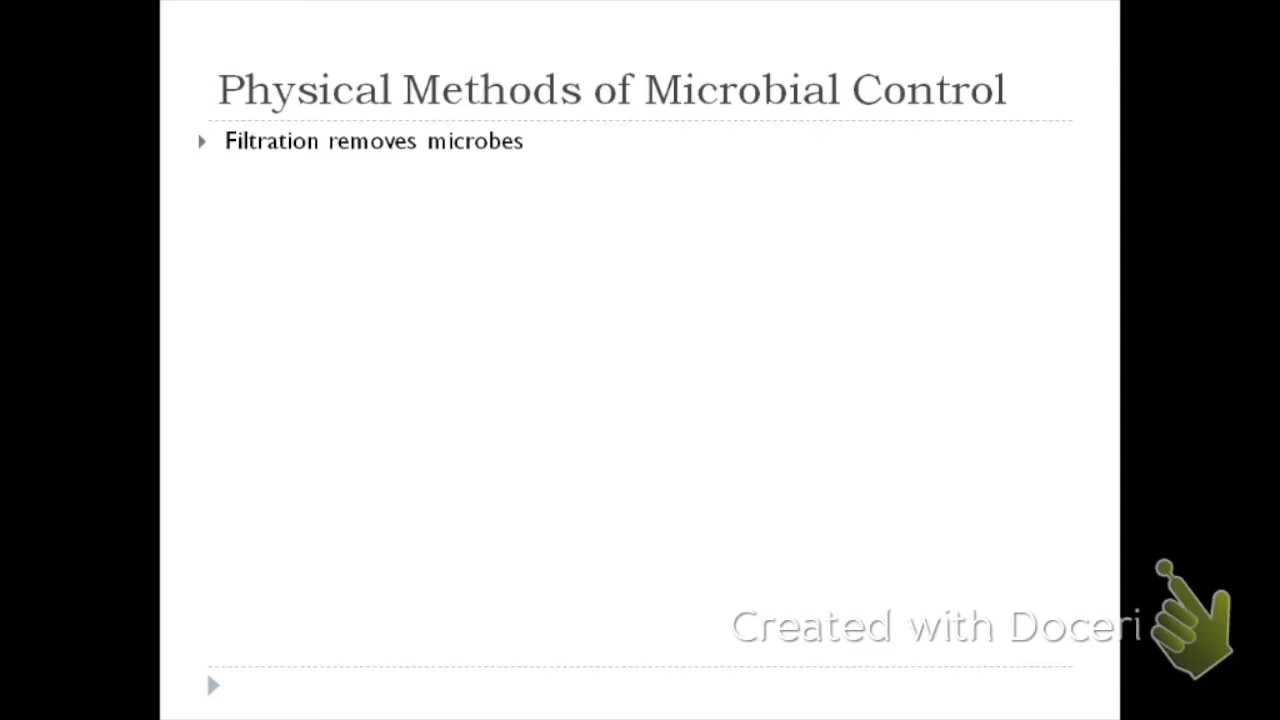 Physical Methods of Microbial Control
Filtration removes microbes
Created with Doceri